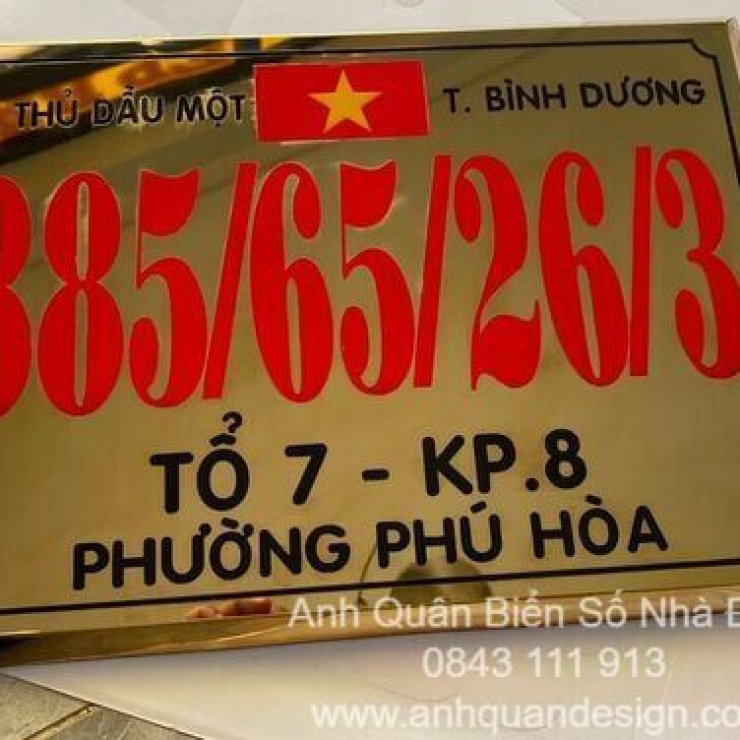 THỦ DẦU MỘT T. BÌNH DƯƠNG
385/65/26/3
TỔ 7 - KP.8
PHƯỜNG PHÚ HÒA
Anh Quân Biển Số Nhà
0843 111 913
www.anhquandesign.co